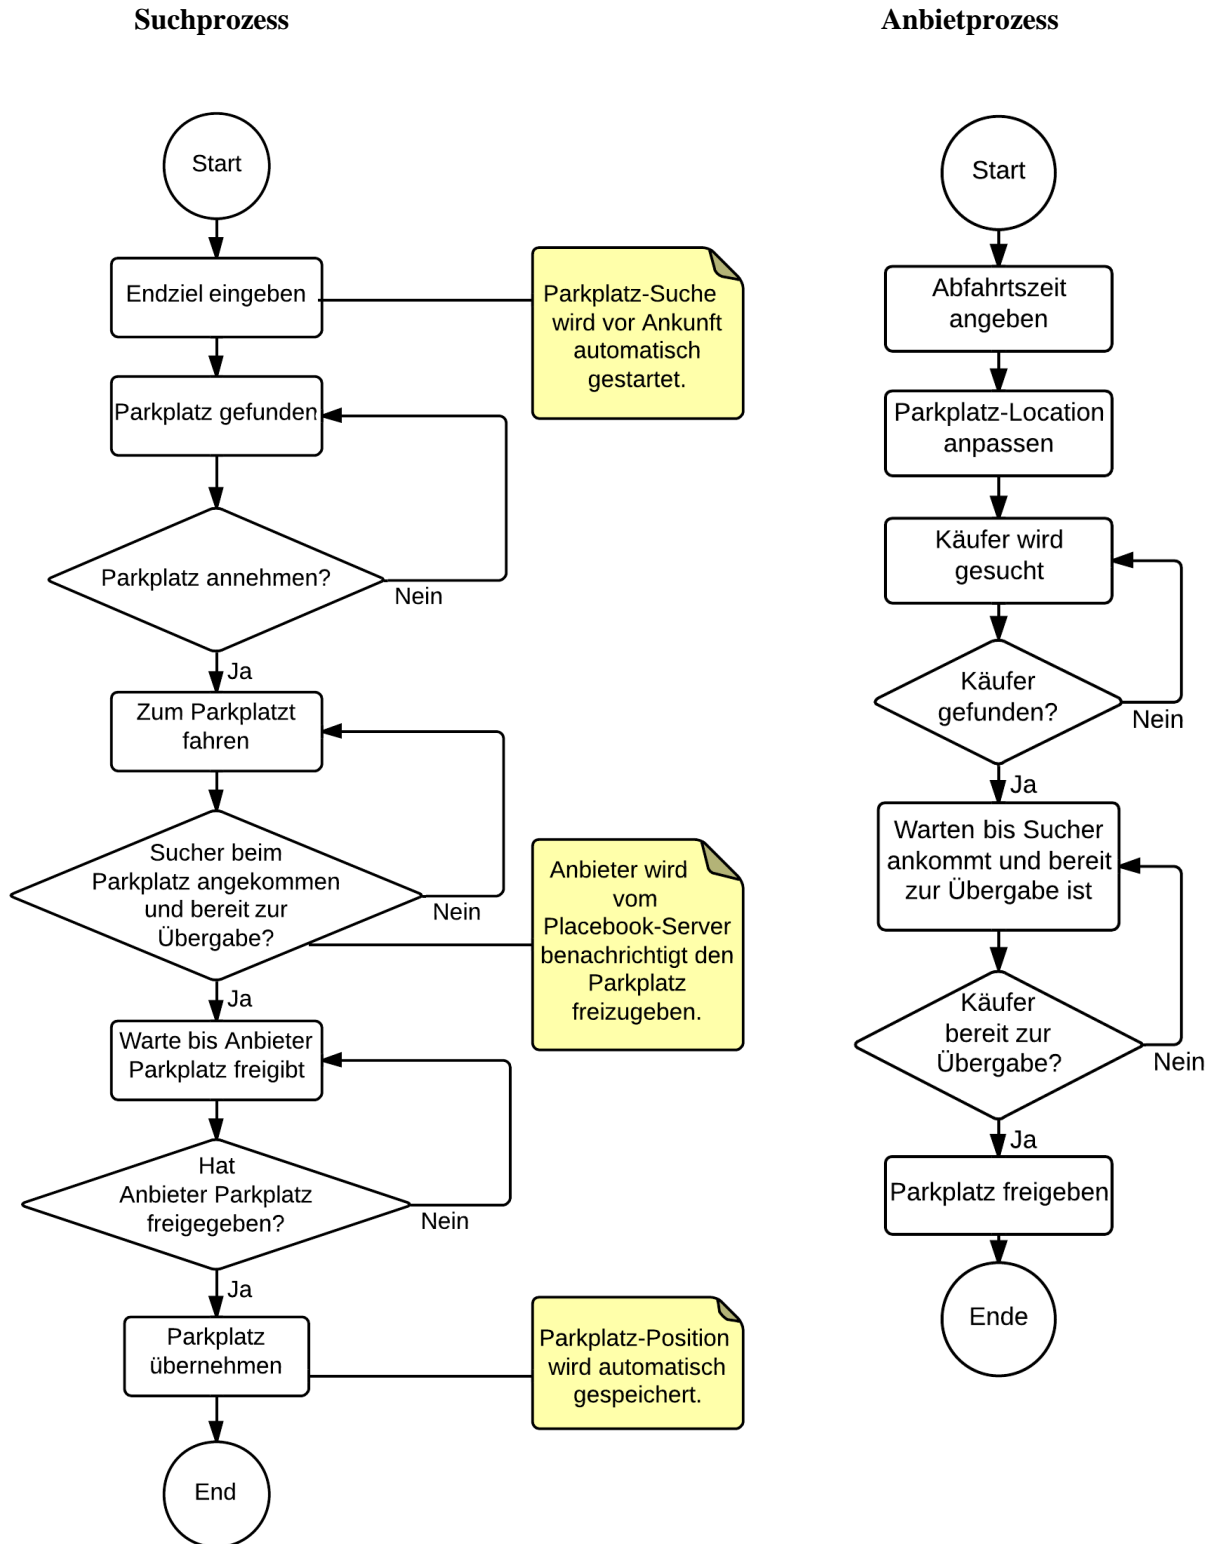 Suchprozess
Start
Endziel eingeben
Parkplatz-Suche
wird vor Ankunft
automatisch
gestartet.
Parkplatz gefunden
Parkplatz annehmen?
Nein
Ja
Zum Parkplatzt
fahren
Sucher beim
Parkplatz angekommen
und bereit zur
Übergabe?
Nein
Anbieter wird
vom
Placebook-Server
benachrichtigt den
Parkplatz
freizugeben.
Ja
Warte bis Anbieter
Parkplatz freigibt
Hat
Anbieter Parkplatz
freigegeben?
Nein
Ja
Parkplatz
übernehmen
Parkplatz-Position
wird automatisch
gespeichert.
End
Anbietprozess
Start
Abfahrtszeit
angeben
Parkplatz-Location
anpassen
Käufer wird
gesucht
Käufer
gefunden?
Nein
Ja
Warten bis Sucher
ankommt und bereit
zur Übergabe ist
Käufer
bereit zur
Übergabe?
Nein
Ja
Parkplatz freigeben
Ende